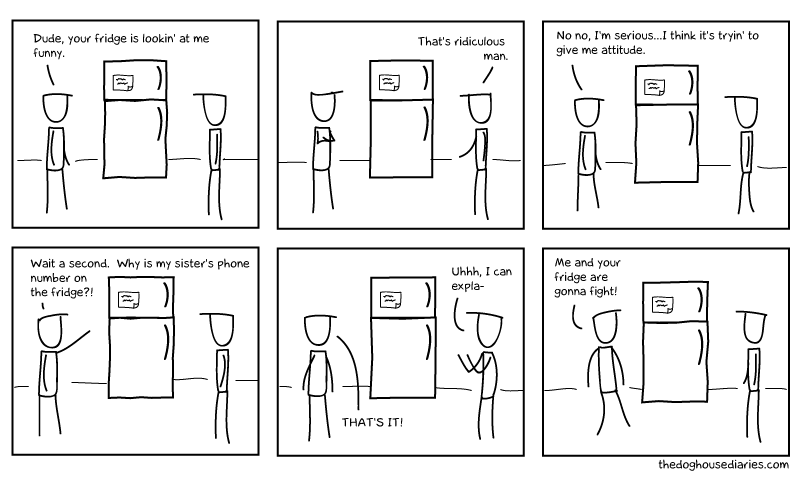 Dude, your fridge is lookin' at me
funny.
That's ridiculous
man.
No no, I'm serious...I think it's tryin' to
give me attitude.
Wait a second. Why is my sister's phone
number on
the fridge?!
Uhhh, I can
expla-
THAT'S IT!
Me and your
fridge are
gonna fight!
thedoghousediaries.com